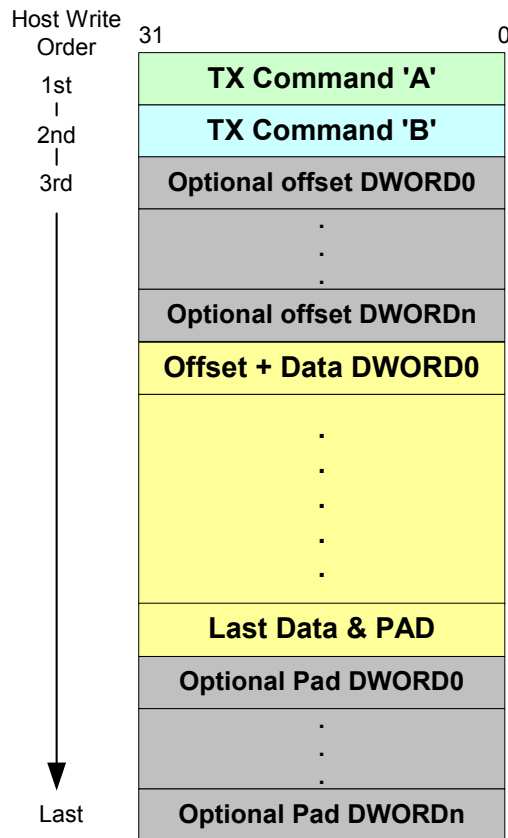 Host Write
Order
31 0
1st
TX Command 'A'
2nd
TX Command 'B'
3rd
Optional offset DWORD0
.
.
.
Optional offset DWORDn
Offset + Data DWORD0
.
.
.
.
.
Last Data & PAD
Optional Pad DWORD0
.
.
.
Last
Optional Pad DWORDn